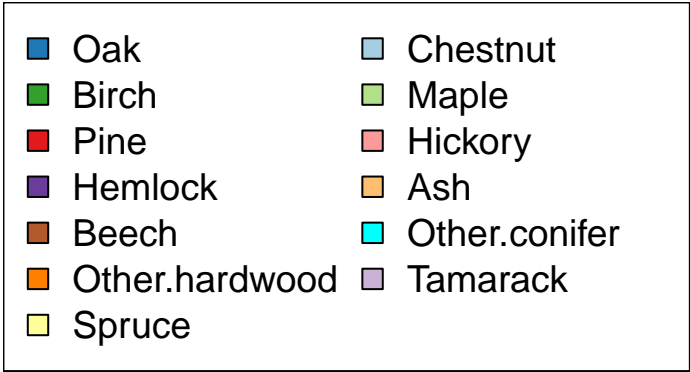 Oak Chestnut
Birch Maple
Pine Hickory
Hemlock Ash
Beech Other.conifer
Other.hardwood Tamarack
Spruce